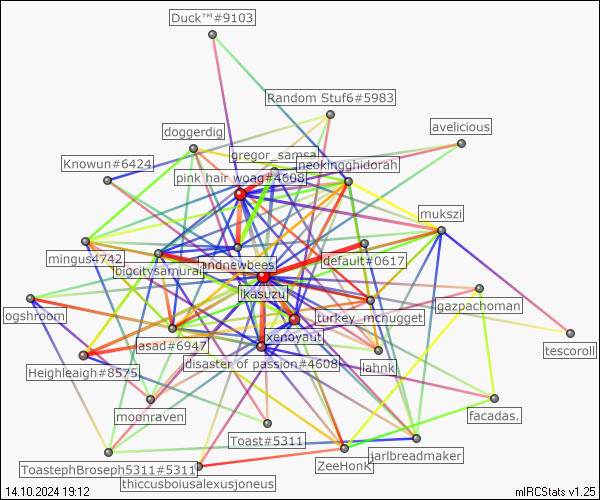 Duck™#9103
Random Stuf6#5983
avelicious
doggerdig
gregor_samsa
Knowun#6424
neokingghidorah
pink hair woag#4608
mukszi
mingus4742
andnewbees
default#0617
bigcitysamurai
lkasuzu
gazpachoman
ogshroom
turkey_mchugget
xenoyaut
asad#6947
tescoroll
disaster of passion#4608
lahnk
Heighleaigh#8575
moonraven
facadas.
Toast#5311
jarlbreadmaker
ZeeHonK
ToastephBroseph5311#5311
thiccusboiusalexusjoneus
14.10.2024 19:12
mIRCStats v1.25